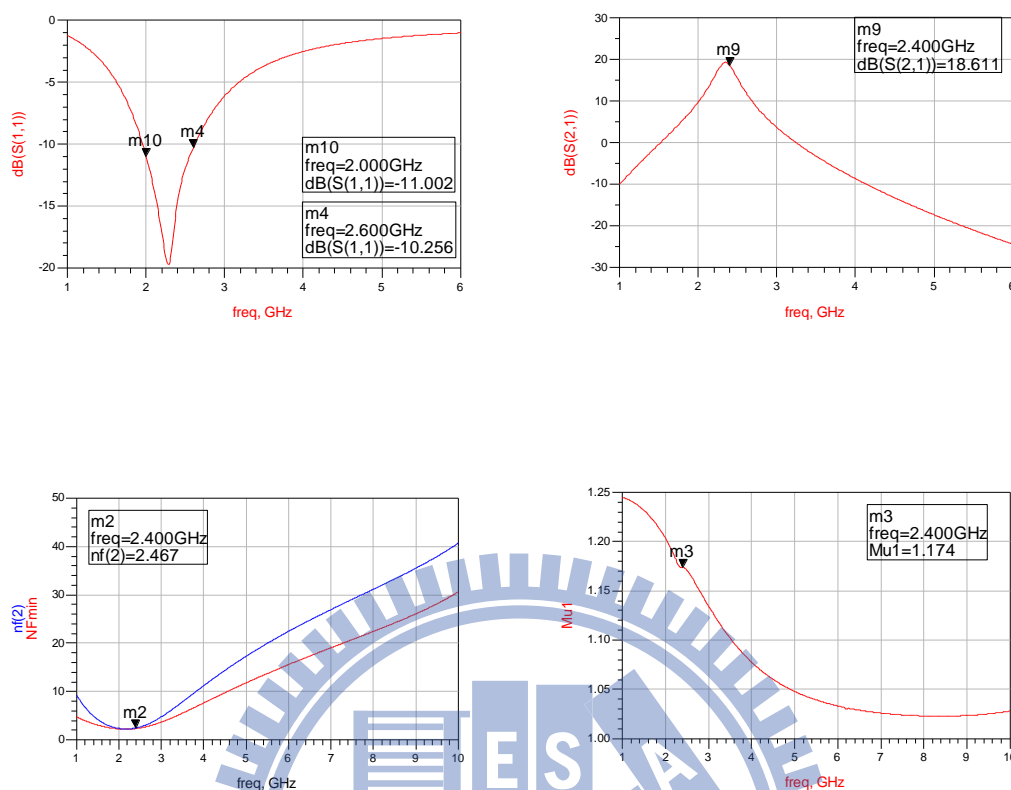 0
-5
-10
-15
-20
dB(S(1,1))
m10
m4
m10
freq=2.000GHz
dB(S(1,1))=-11.002
m4
freq=2.600GHz
dB(S(1,1))=-10.256
1 2 3 4 5 6
freq, GHz
30
20
10
0
-10
-20
-30
dB(S(2,1))
m9
m9
freq=2.400GHz
dB(S(2,1))=18.611
1 2 3 4 5 6
freq, GHz
50
40
30
20
10
0
nf(2)
NFmin
m2
freq=2.400GHz
nf(2)=2.467
m2
1 2 3 4 5 6 7 8 9 10
freq, GHz
1.25
1.20
1.15
1.10
1.05
1.00
Mu1
m3
m3
freq=2.400GHz
Mu1=1.174
1 2 3 4 5 6 7 8 9 10
freq, GHz
E S A